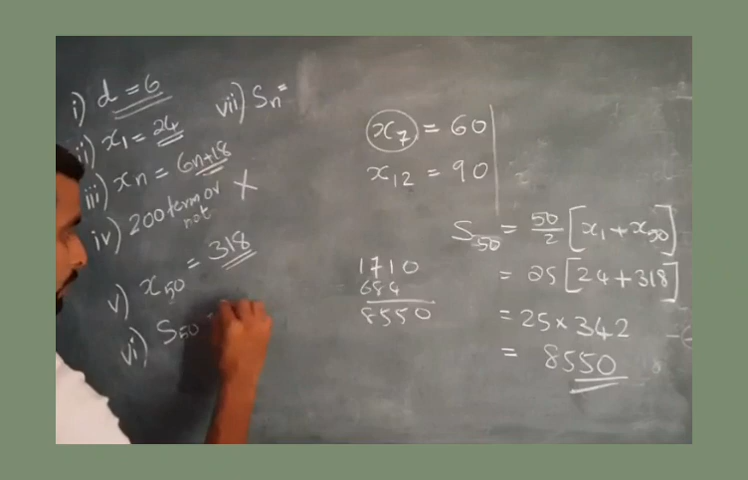 i) d = 6
ii) x1 = 24
iii) xn = 6n+18
iv) 200 term or not X
v) x50 = 318
vi) S50 =
vii) Sn =
x7 = 60
x12 = 90
1710
684
8550
S50 = 50/2 [x1 + x50]
= 25 [24 + 318]
= 25 × 342
= 8550